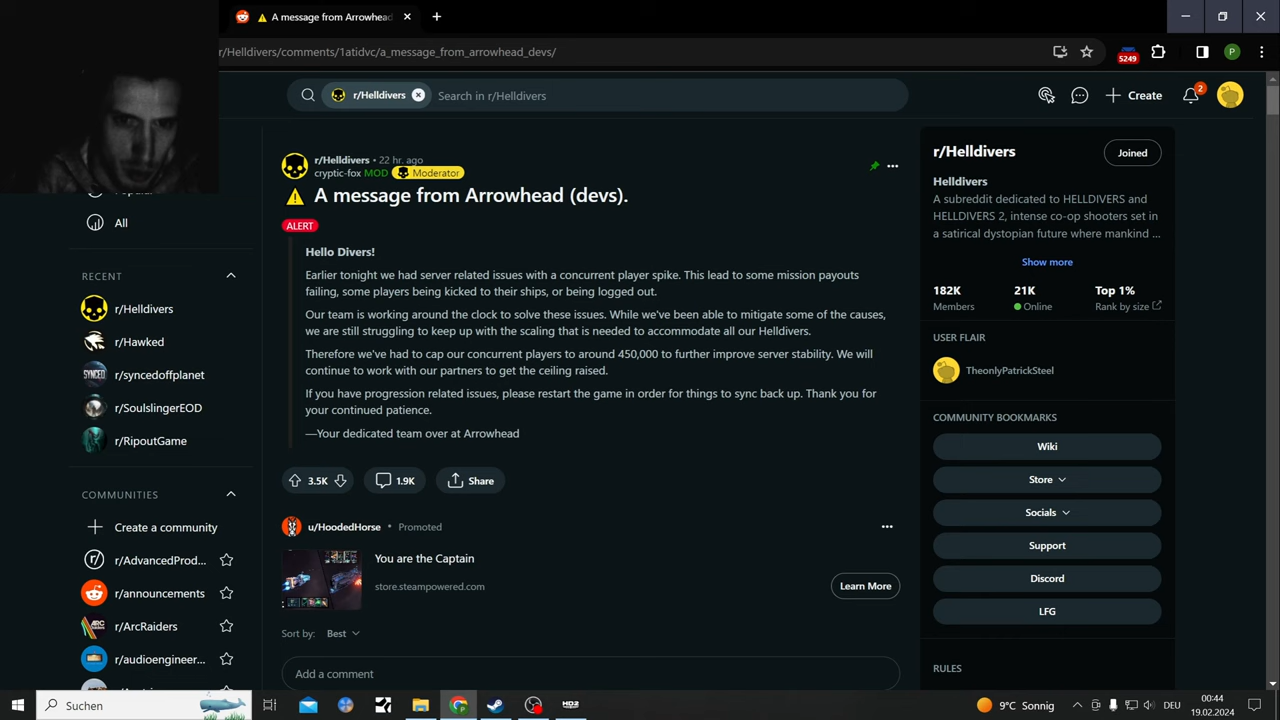 A message from Arrowhead
r/Helldivers/comments/1atidvc/a_message_from_arrowhead_devs/
5249
P
r/Helldivers
Search in r/Helldivers
Create
2
All
RECENT
r/Helldivers
r/Hawked
r/syncedoffplanet
r/SoulslingerEOD
r/RipoutGame
COMMUNITIES
Create a community
r/AdvancedProd...
r/announcements
r/ArcRaiders
r/audioengineer...
r/Helldivers • 22 hr. ago
cryptic-fox MOD Moderator
A message from Arrowhead (devs).
ALERT
Hello Divers!
Earlier tonight we had server related issues with a concurrent player spike. This lead to some mission payouts
failing, some players being kicked to their ships, or being logged out.
Our team is working around the clock to solve these issues. While we've been able to mitigate some of the causes,
we are still struggling to keep up with the scaling that is needed to accommodate all our Helldivers.
Therefore we've had to cap our concurrent players to around 450,000 to further improve server stability. We will
continue to work with our partners to get the ceiling raised.
If you have progression related issues, please restart the game in order for things to sync back up. Thank you for
your continued patience.
—Your dedicated team over at Arrowhead
3.5K
1.9K
Share
u/HoodedHorse • Promoted
You are the Captain
store.steampowered.com
Learn More
Sort by: Best
Add a comment
r/Helldivers
Joined
Helldivers
A subreddit dedicated to HELLDIVERS and
HELLDIVERS 2, intense co-op shooters set in
a satirical dystopian future where mankind ...
Show more
182K 21K Top 1%
Members Online Rank by size
USER FLAIR
TheonlyPatrickSteel
COMMUNITY BOOKMARKS
Wiki
Store
Socials
Support
Discord
LFG
RULES
Suchen
HD2
9°C Sonnig
DEU
00:44
19.02.2024